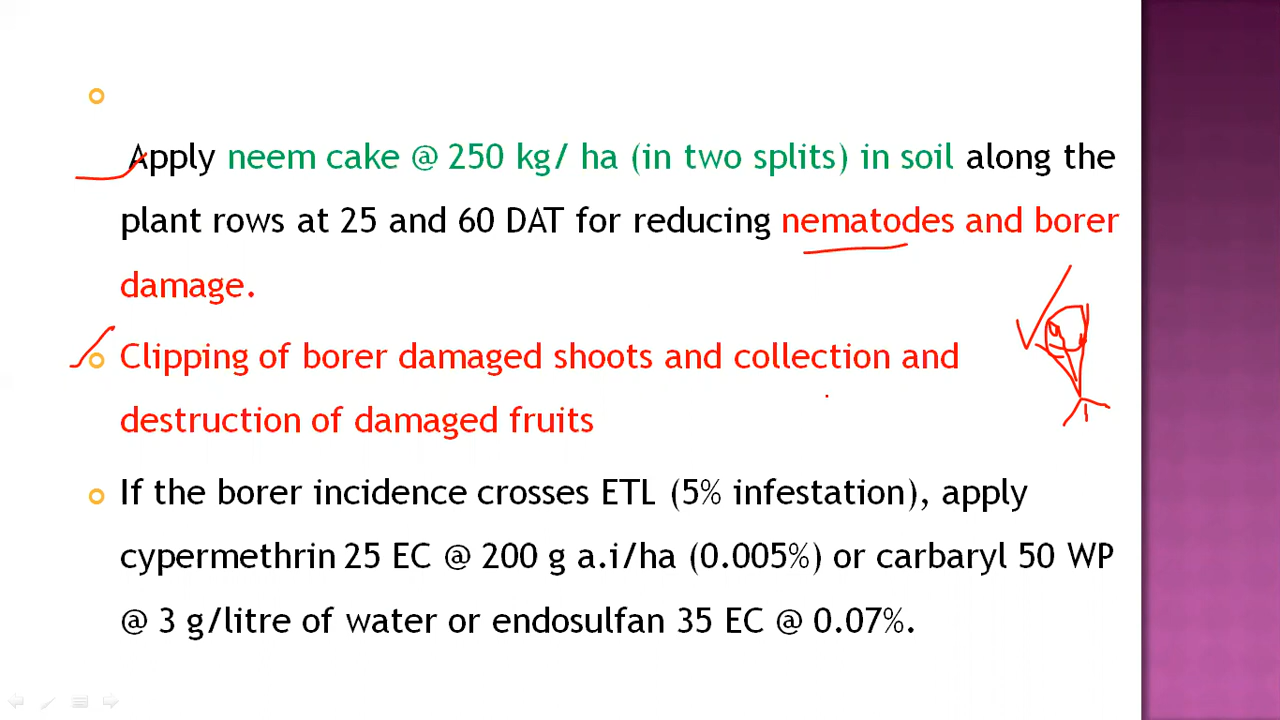 Apply neem cake @ 250 kg/ ha (in two splits) in soil along the
plant rows at 25 and 60 DAT for reducing nematodes and borer
damage.
Clipping of borer damaged shoots and collection and
destruction of damaged fruits
If the borer incidence crosses ETL (5% infestation), apply
cypermethrin 25 EC @ 200 g a.i/ha (0.005%) or carbaryl 50 WP
@ 3 g/litre of water or endosulfan 35 EC @ 0.07%.